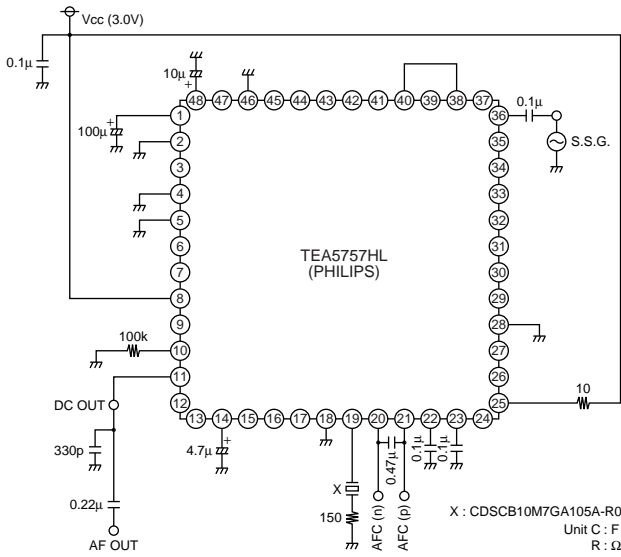 Vcc (3.0V)
0.1μ
10μ
+
48 47 46 45 44 43 42 41 40 39 38 37
100μ
+
0.1μ
S.S.G.
1
2
3
4
5
6
7
8
9
10
11
12
36
35
34
33
32
31
30
29
28
27
26
25
TEA5757HL
(PHILIPS)
100k
10
DC OUT
13 14 15 16 17 18 19 20 21 22 23 24
330p
4.7μ
+
0.47μ
0.1μ
0.1μ
0.22μ
X
150
AFC (n)
AFC (p)
AF OUT
X : CDSCB10M7GA105A-R0
Unit C : F
R : Ω